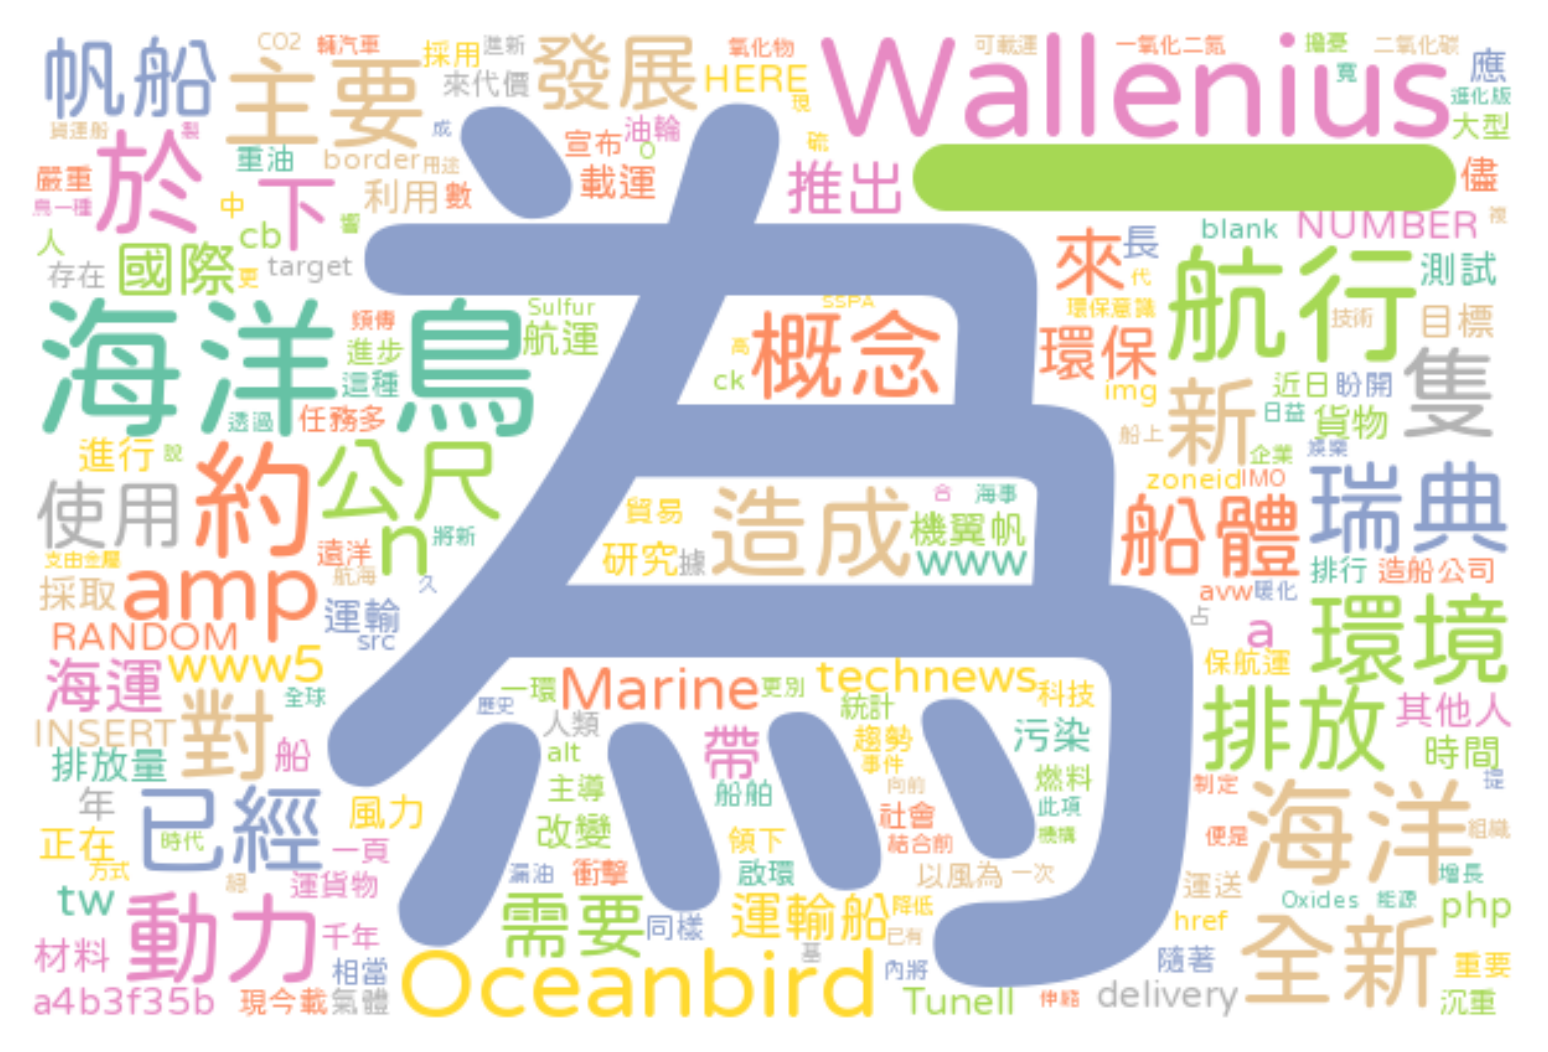 帆船
主要
CO2
輛汽車
採用
進新
來代價
發展
HERE
氧化物
Wallenius
可載運
一氧化二氮
擔憂
二氧化碳
寬
應
進化版
大型
貨運船
製
於
重油
成
border
用途
宣布
油輪
o
載運
現
硫
推出
一
儘
嚴重
鳥一種
中
下
利用
數
為
NUMBER
複
人
存在
國際
cb
響
更
target
blank
來
長
代
航行
測試
海洋鳥
頻傳
進步
這種
透過
任務多
Sulfur
航運
SSPA
高
ck
概念
環保意識
環保
img
技術
目標
隻
新
近日
盼開
日益
貨物
船上
企業
娛樂
進行
說
約
公尺
使用
n
將新
遠洋
航海
支由金屬
貿易
研究
據
造成
合
海事
機翼帆
www
zoneid
IMO
船體
瑞典
排行
造船公司
採取
amp
久
運輸
src
RANDOM
avw
暖化
占
a
環境
保航運
海運
www5
全球
對
INSERT
船
排放量
一環
歷史
人類
Marine
更別
technews
科技
統計
帶
趨勢
事件
污染
排放
其他人
時間
alt
主導
改變
船舶
向前
社會
結合前
燃料
此項
機構
制定
提
年
正在
方式
已經
時代
風力
一頁
領下
便是
海洋
組織
增長
tw
總
運貨物
漏油
衝擊
啟環
以風為
一次
運送
Oxides
能源
php
動力
千年
材料
相當
需要
同樣
運輸船
降低
已有
基
href
全新
隨著
重要
a4b3f35b
現今載
氣體
Oceanbird
內將
Tunell
伸縮
delivery
沉重